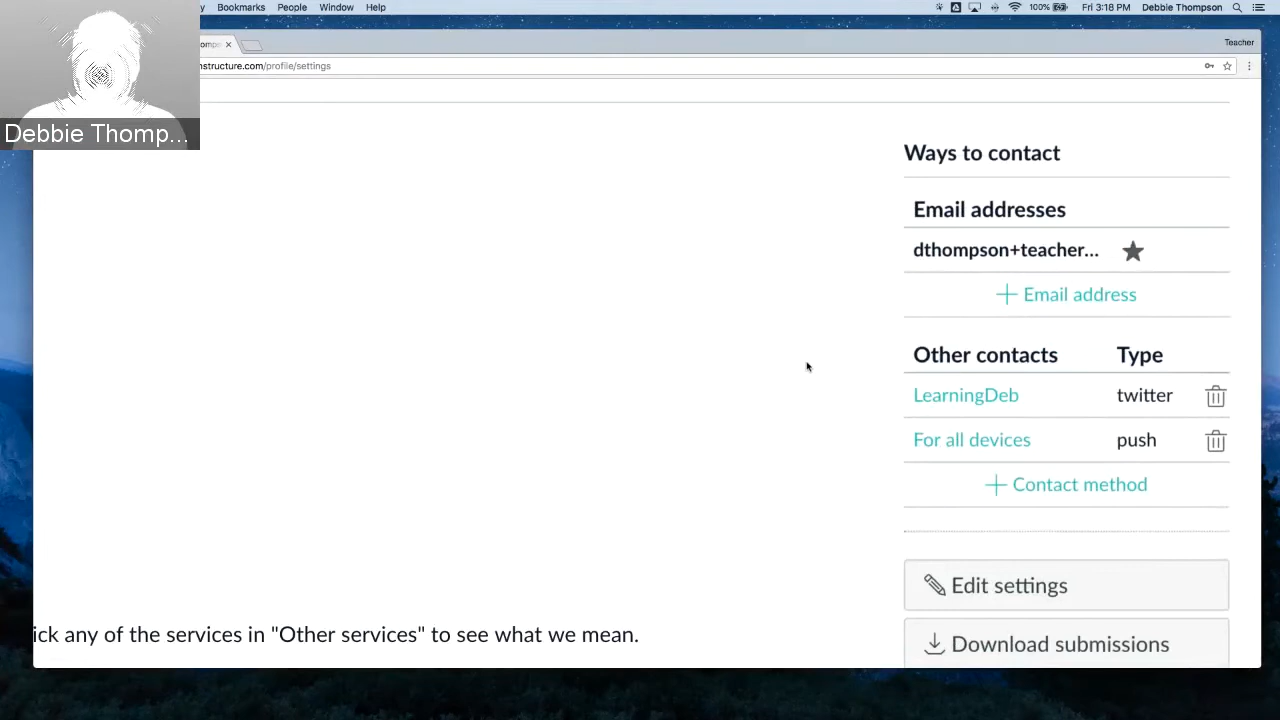 Bookmarks People Window Help 100% Fri 3:18 PM Debbie Thompson
Teacher
nstructure.com/profile/settings
Debbie Thomp...
Ways to contact
Email addresses
dthompson+teacher...
Email address
Other contacts Type
LearningDeb twitter
For all devices push
Contact method
Edit settings
ick any of the services in "Other services" to see what we mean.
Download submissions